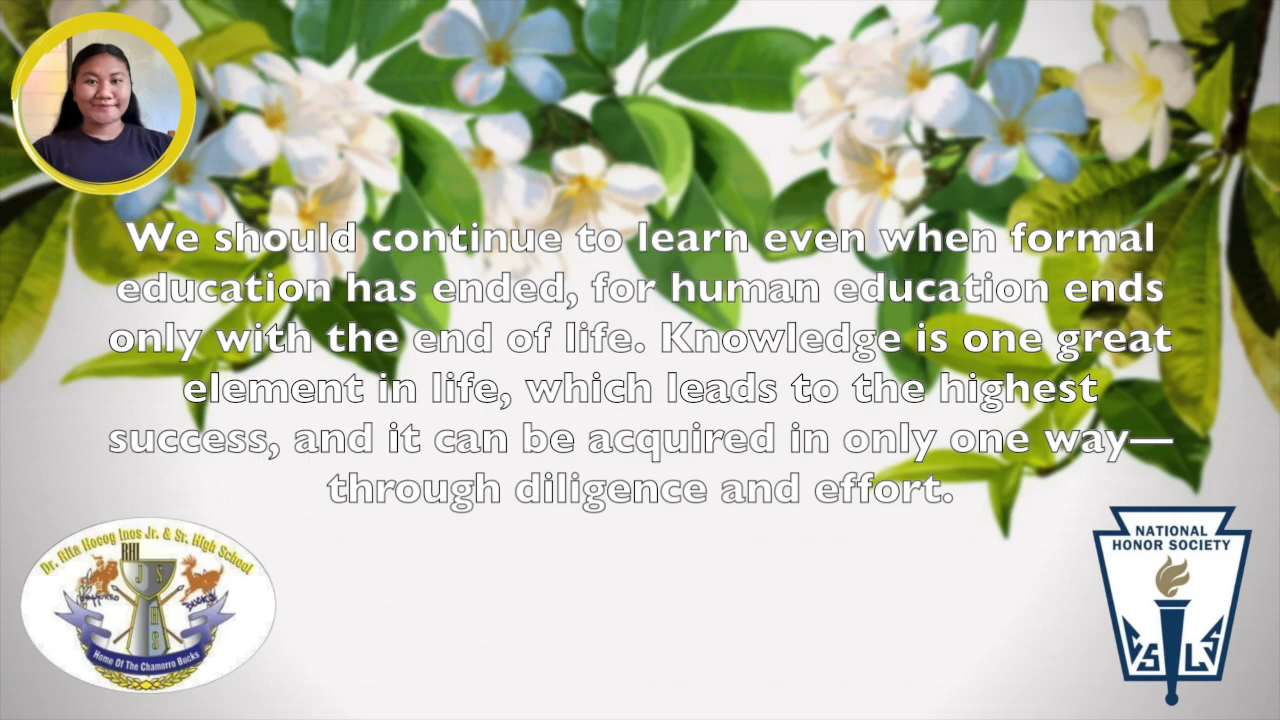 We should continue to learn even when formal
education has ended, for human education ends
only with the end of life. Knowledge is one great
element in life, which leads to the highest
success, and it can be acquired in only one way—
through diligence and effort.
Dr. Rita Hocog Inos Jr. & Sr. High School
RHI
J S
H
S
Bucks
Home Of The Chamorro Bucks
NATIONAL
HONOR SOCIETY
C S L S